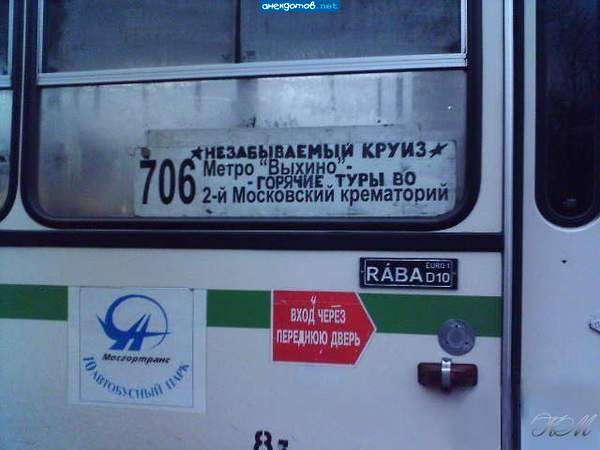 анекдотов.net
★НЕЗАБЫВАЕМЫЙ КРУИЗ★
706 Метро "Выхино" -
- ГОРЯЧИЕ ТУРЫ ВО
2-й Московский крематорий
RÁBA EURO 1 D10
Ч
ВХОД ЧЕРЕЗ
ПЕРЕДНЮЮ ДВЕРЬ
Мосгортранс
10 АВТОБУСНЫЙ ПАРК
ПМ